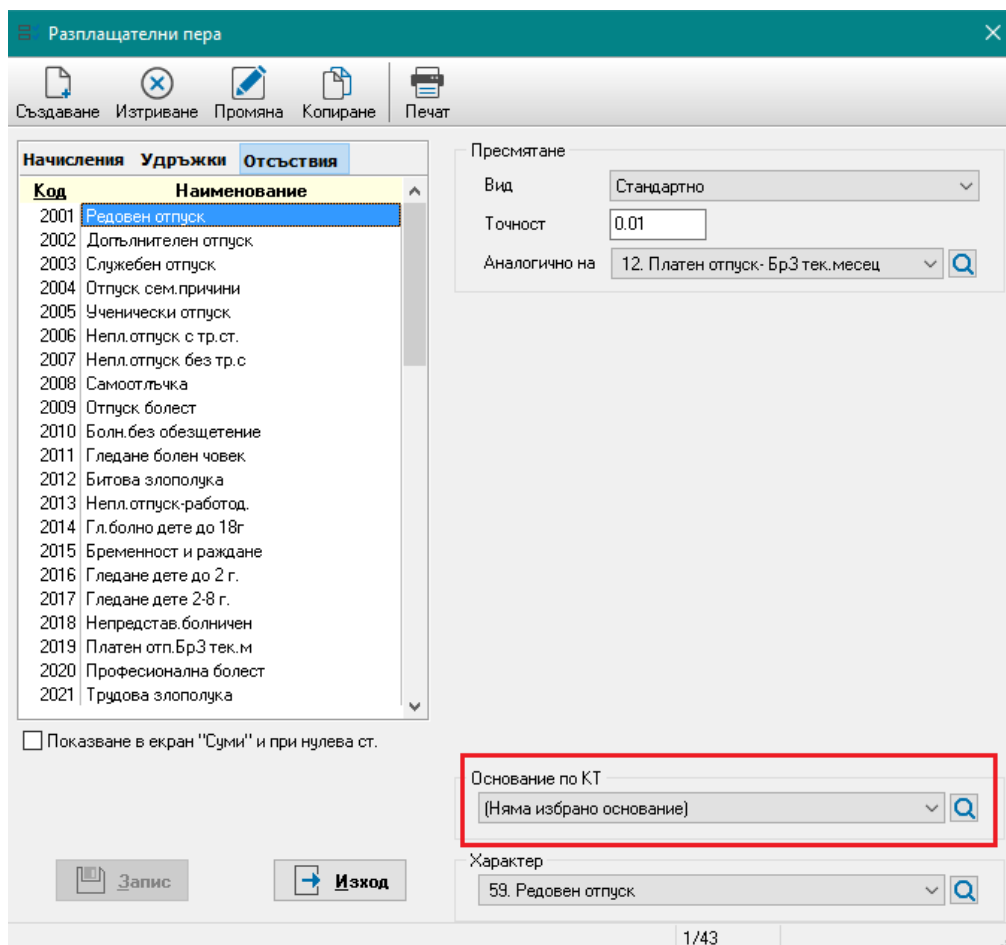 Разплащателни пера
Създаване Изтриване Промяна Копиране Печат
Начисления Удръжки Отсъствия
Код Наименование
2001 Редовен отпуск
2002 Допълнителен отпуск
2003 Служебен отпуск
2004 Отпуск сем.причини
2005 Ученически отпуск
2006 Непл.отпуск с тр.ст.
2007 Непл.отпуск без тр.с
2008 Самоотлъчка
2009 Отпуск болест
2010 Болн.без обезщетение
2011 Гледане болен човек
2012 Битова злополука
2013 Непл.отпуск-работод.
2014 Гл.болно дете до 18г
2015 Бременност и раждане
2016 Гледане дете до 2 г.
2017 Гледане дете 2-8 г.
2018 Непредстав.болничен
2019 Платен отп.Бр3 тек.м
2020 Професионална болест
2021 Трудова злополука
Показване в екран "Суми" и при нулева ст.
Запис Изход
Пресмятане
Вид Стандартно
Точност 0.01
Аналогично на 12. Платен отпуск- Бр3 тек.месец
Основание по КТ
(Няма избрано основание)
Характер
59. Редовен отпуск
1/43